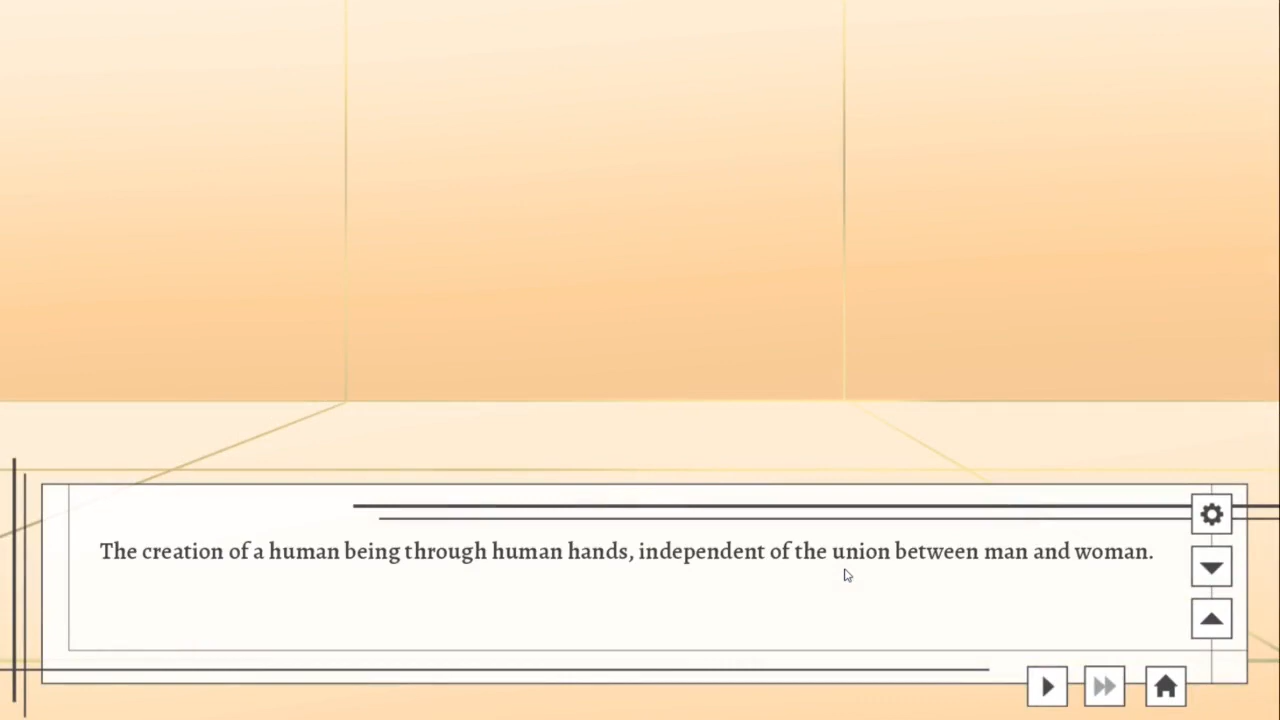 The creation of a human being through human hands, independent of the union between man and woman.